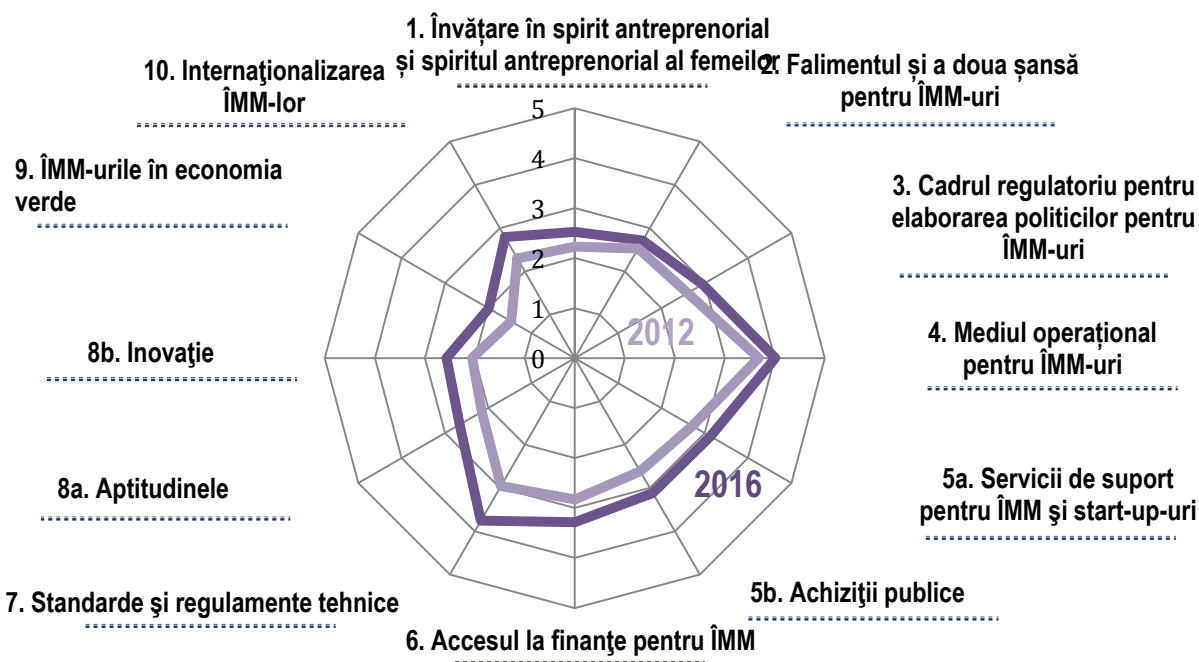 1. Învățare în spirit antreprenorial
și spiritul antreprenorial al femeilor
2. Falimentul și a doua șansă
pentru ÎMM-uri
3. Cadrul regulatoriu pentru
elaborarea politicilor pentru
ÎMM-uri
4. Mediul operațional
pentru ÎMM-uri
5a. Servicii de suport
pentru ÎMM şi start-up-uri
5b. Achiziţii publice
6. Accesul la finanţe pentru ÎMM
7. Standarde şi regulamente tehnice
8a. Aptitudinele
8b. Inovaţie
9. ÎMM-urile în economia
verde
10. Internaţionalizarea
ÎMM-lor
5
4
3
2
1
0
2012
2016